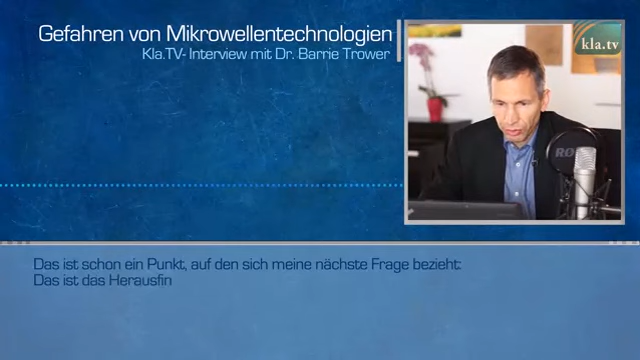 Gefahren von Mikrowellentechnologien
Kla.TV- Interview mit Dr. Barrie Trower
kla.tv
Das ist schon ein Punkt, auf den sich meine nächste Frage bezieht:
Das ist das Herausfin